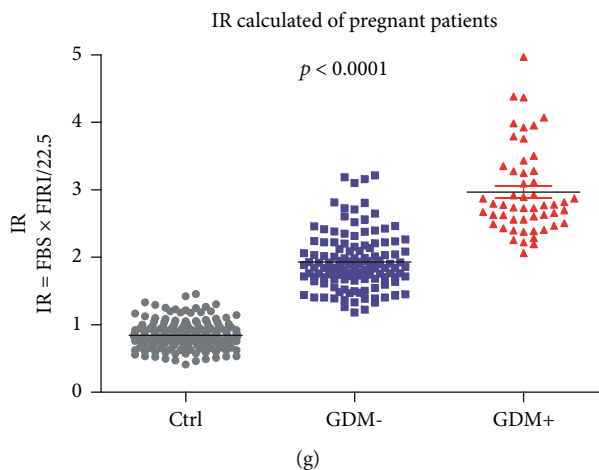 IR calculated of pregnant patients
p < 0.0001
IR
IR = FBS × FIRI/22.5
5
4
3
2
1
0
Ctrl
GDM-
GDM+
(g)